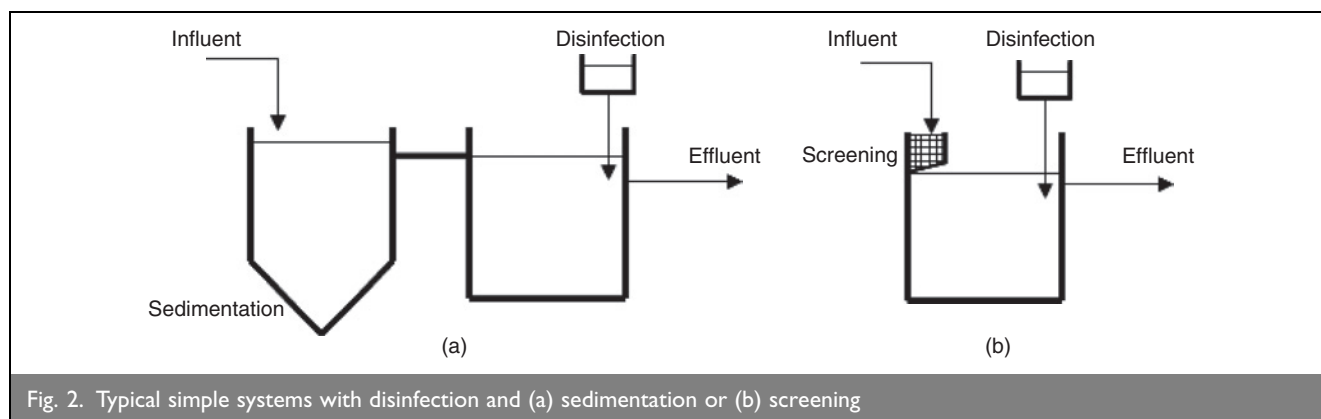 Influent
Disinfection
Effluent
Sedimentation
(a)
Influent
Disinfection
Screening
Effluent
(b)
Fig. 2. Typical simple systems with disinfection and (a) sedimentation or (b) screening